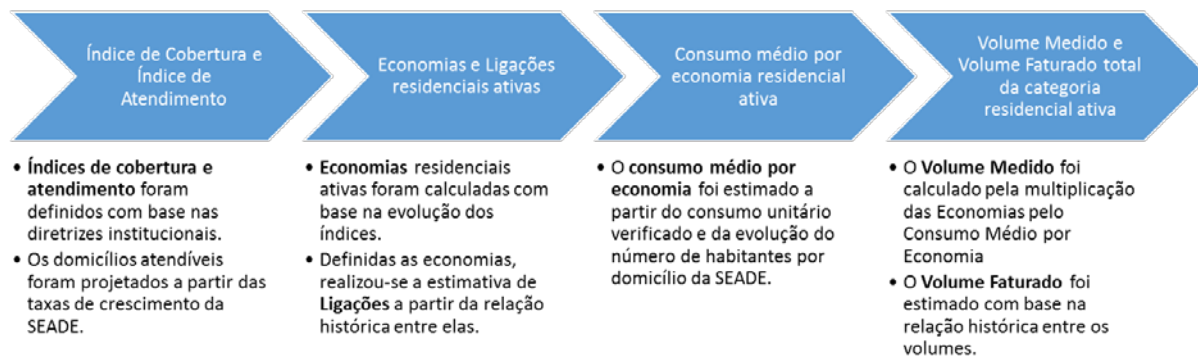 Índice de Cobertura e
Índice de
Atendimento
Economias e Ligações
residenciais ativas
Consumo médio por
economia residencial
ativa
Volume Medido e
Volume Faturado total
da categoria
residencial ativa
• Índices de cobertura e
atendimento foram
definidos com base nas
diretrizes institucionais.
• Os domicílios atendíveis
foram projetados a partir das
taxas de crescimento da
SEADE.
• Economias residenciais
ativas foram calculadas com
base na evolução dos
índices.
• Definidas as economias,
realizou-se a estimativa de
Ligações a partir da relação
histórica entre elas.
• O consumo médio por
economia foi estimado a
partir do consumo unitário
verificado e da evolução do
número de habitantes por
domicílio da SEADE.
• O Volume Medido foi
calculado pela multiplicação
das Economias pelo
Consumo Médio por
Economia
• O Volume Faturado foi
estimado com base na
relação histórica entre os
volumes.